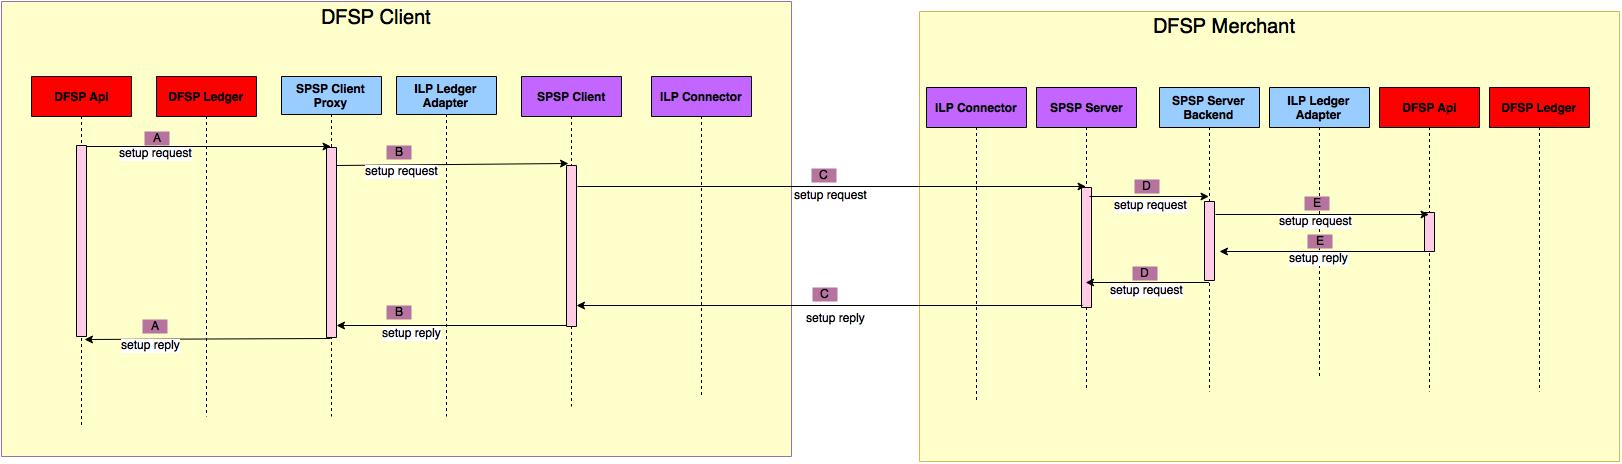 DFSP Client
DFSP Merchant
DFSP Api
DFSP Ledger
SPSP Client
Proxy
ILP Ledger
Adapter
SPSP Client
ILP Connector
ILP Connector
SPSP Server
SPSP Server
Backend
ILP Ledger
Adapter
DFSP Api
DFSP Ledger
A
setup request
B
setup request
C
setup request
D
setup request
E
setup request
E
setup reply
D
setup request
C
setup reply
B
setup reply
A
setup reply